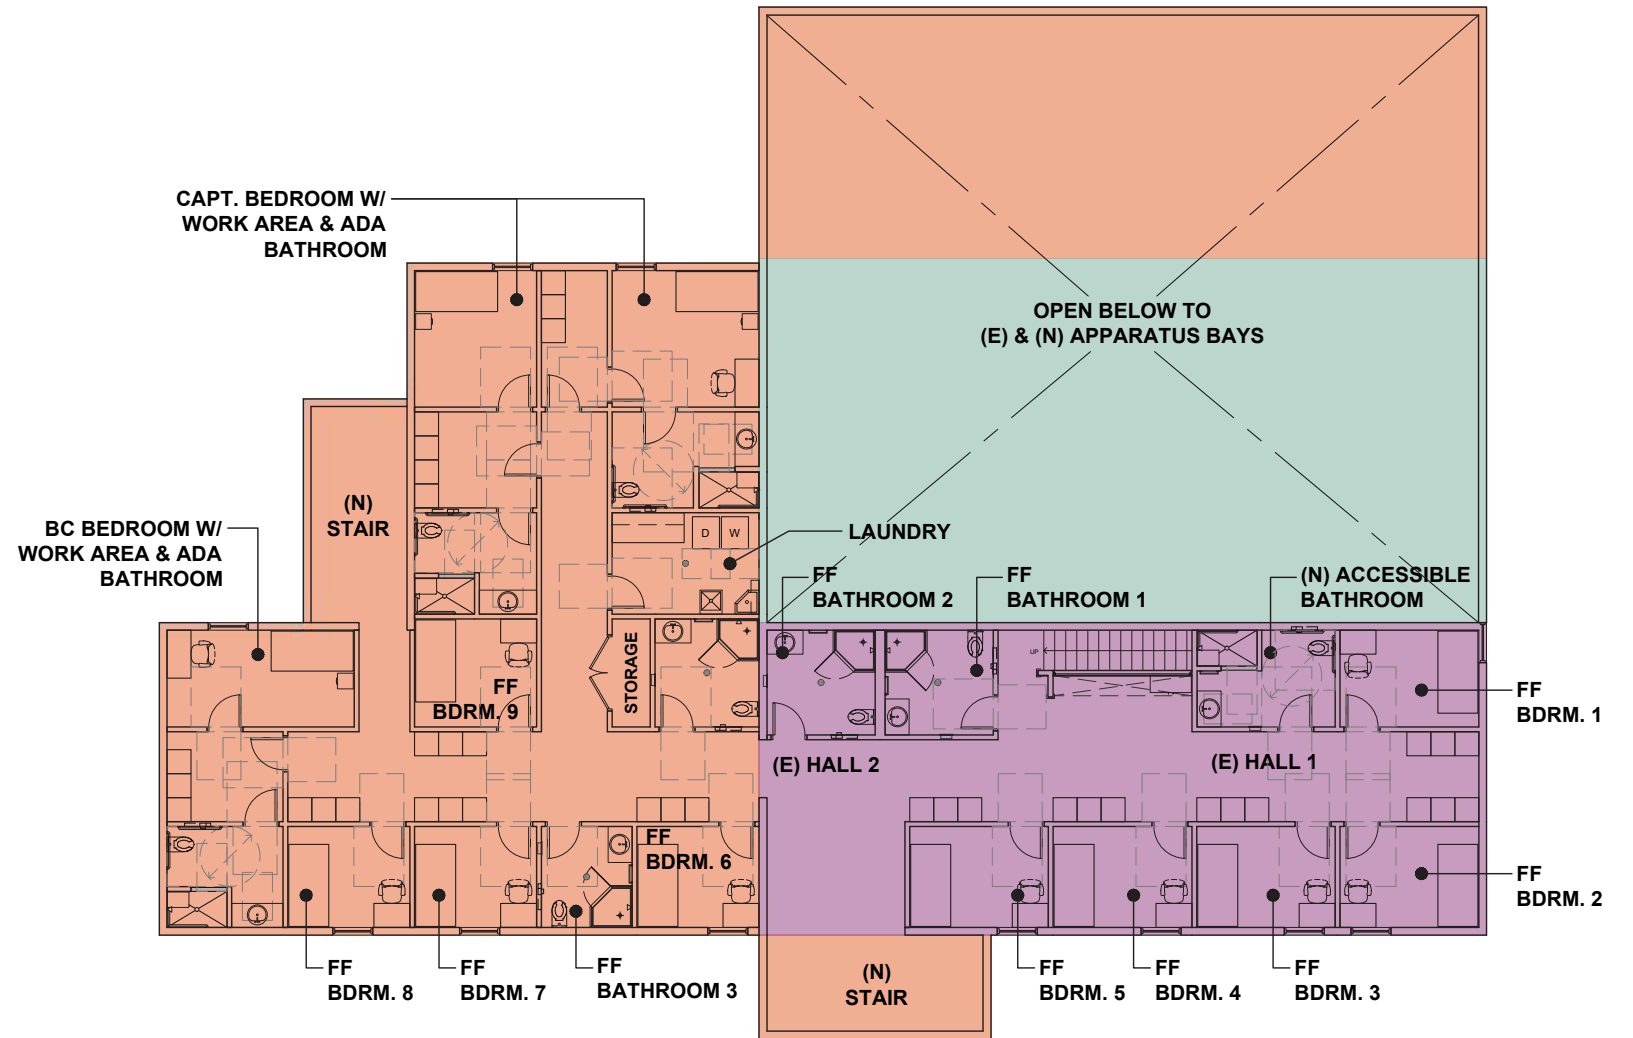 CAPT. BEDROOM W/
WORK AREA & ADA
BATHROOM
OPEN BELOW TO
(E) & (N) APPARATUS BAYS
(N)
STAIR
BC BEDROOM W/
WORK AREA & ADA
BATHROOM
D
W
LAUNDRY
FF
BATHROOM 2
FF
BATHROOM 1
(N) ACCESSIBLE
BATHROOM
STORAGE
UP
FF
BDRM. 9
FF
BDRM. 1
(E) HALL 2
(E) HALL 1
FF
BDRM. 6
FF
BDRM. 2
FF
BDRM. 8
FF
BDRM. 7
FF
BATHROOM 3
(N)
STAIR
FF
BDRM. 5
FF
BDRM. 4
FF
BDRM. 3